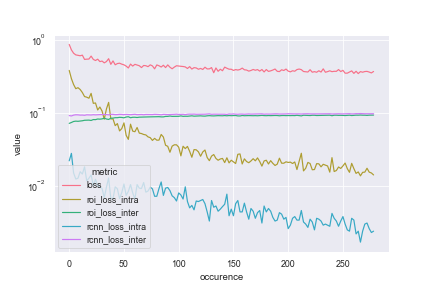 10^0
10^-1
10^-2
value
0
50
100
150
200
250
occurence
metric
loss
roi_loss_intra
roi_loss_inter
rcnn_loss_intra
rcnn_loss_inter